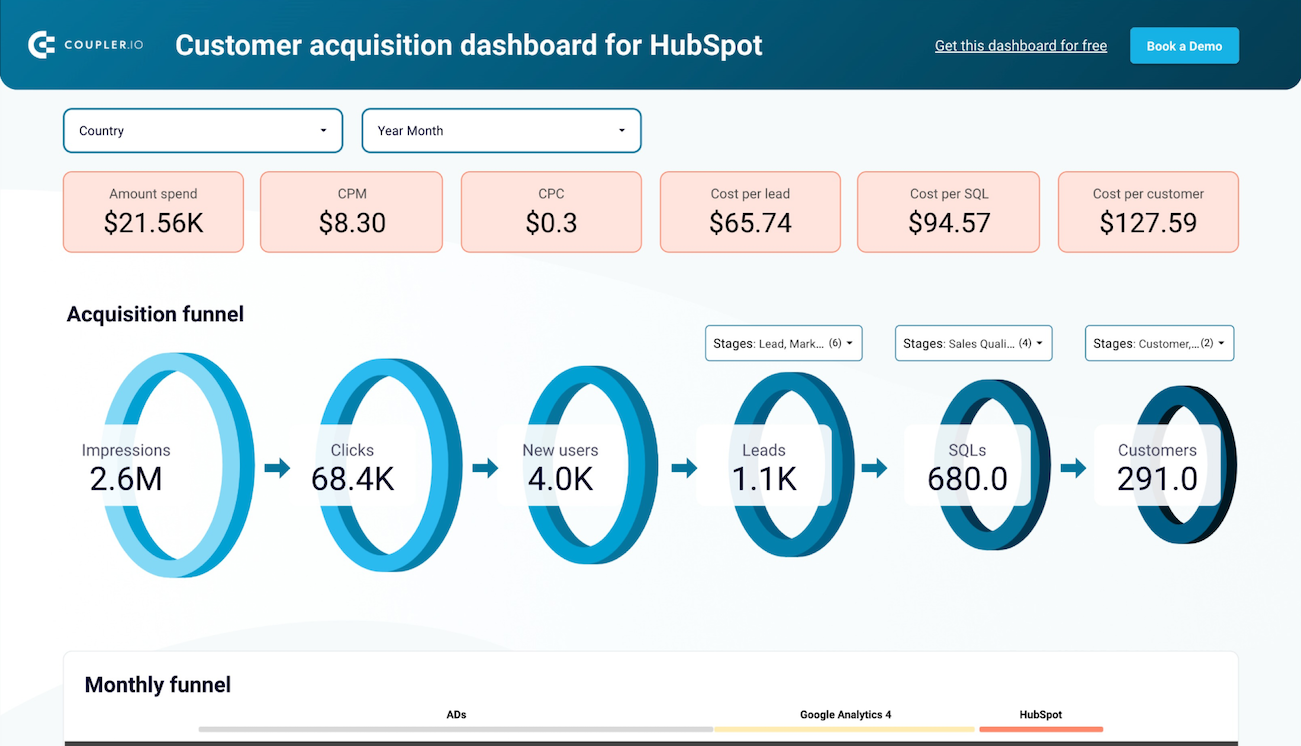 COUPLER.IO
Customer acquisition dashboard for HubSpot
Get this dashboard for free
Book a Demo
Country
Year Month
Amount spend
$21.56K
CPM
$8.30
CPC
$0.3
Cost per lead
$65.74
Cost per SQL
$94.57
Cost per customer
$127.59
Acquisition funnel
Stages: Lead, Mark... (6)
Stages: Sales Quali... (4)
Stages: Customer,... (2)
Impressions
2.6M
Clicks
68.4K
New users
4.0K
Leads
1.1K
SQLs
680.0
Customers
291.0
Monthly funnel
ADs
Google Analytics 4
HubSpot